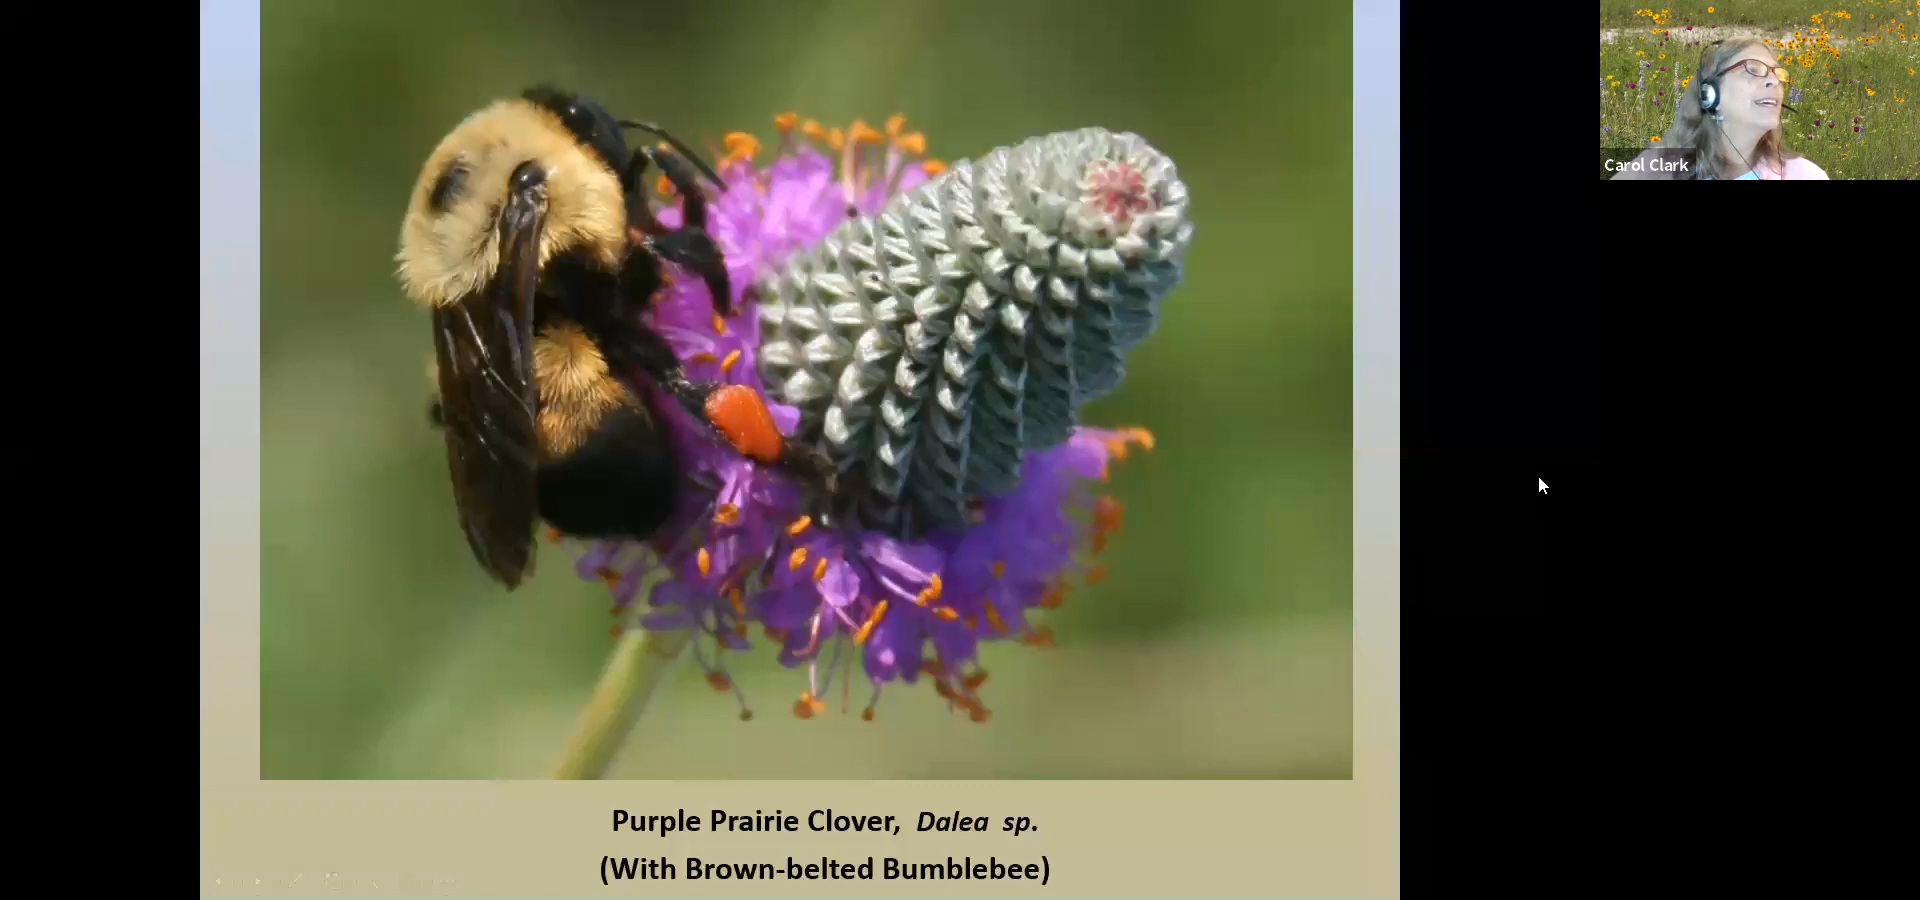 Carol Clark
Purple Prairie Clover, Dalea sp.
(With Brown-belted Bumblebee)